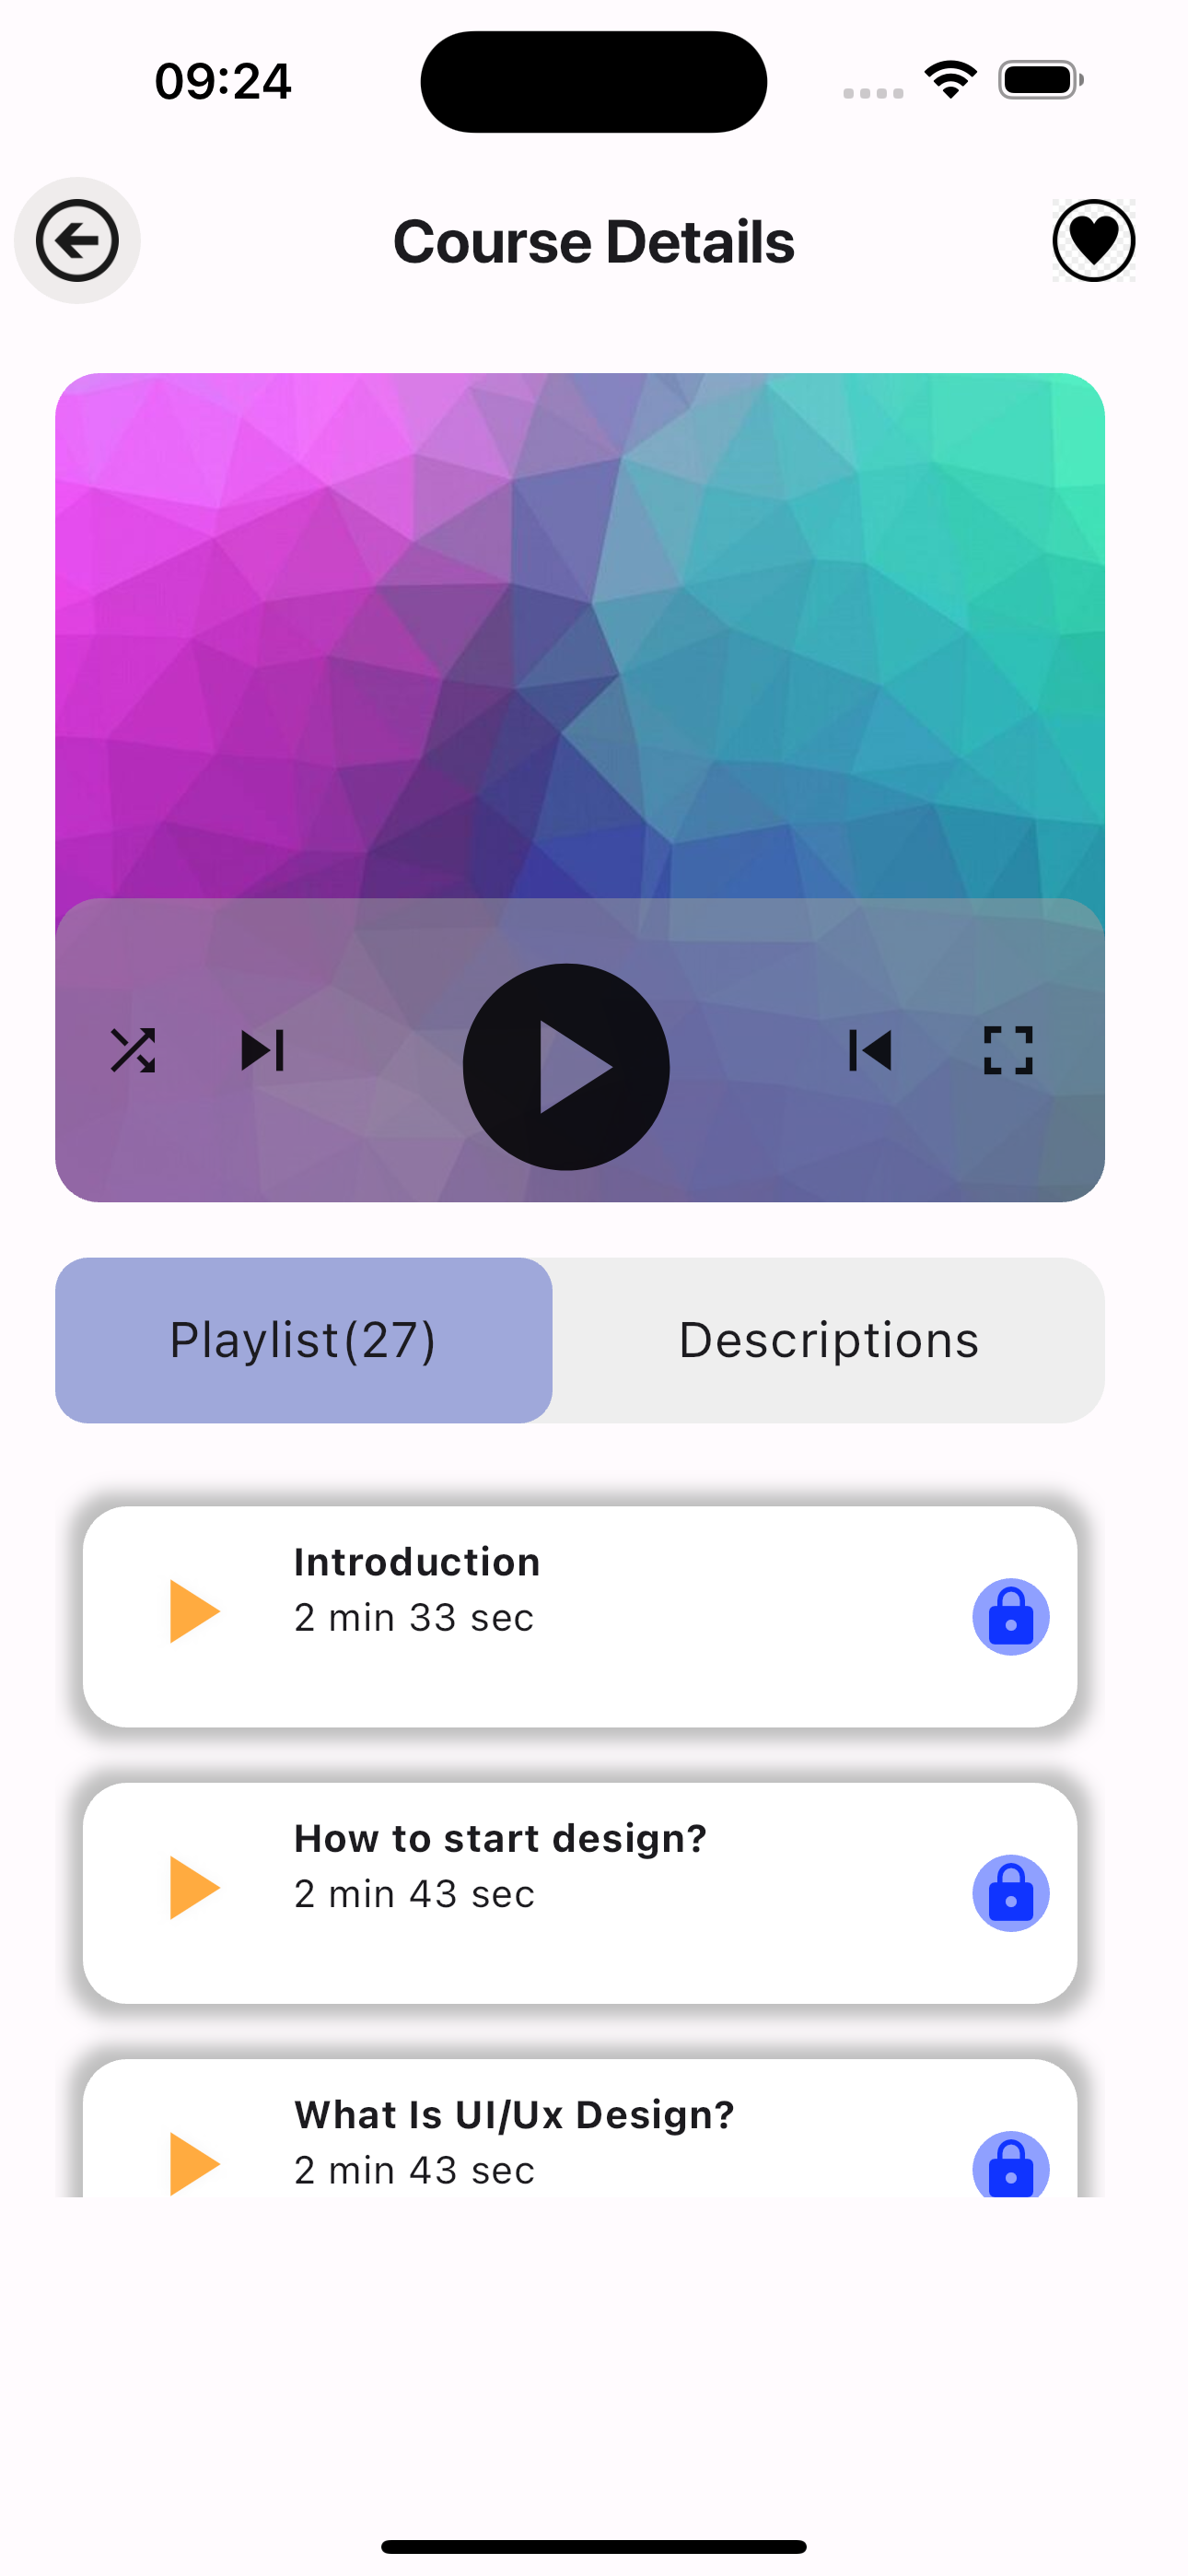 09:24
Course Details
Playlist(27)
Descriptions
Introduction
2 min 33 sec
How to start design?
2 min 43 sec
What Is UI/Ux Design?
2 min 43 sec